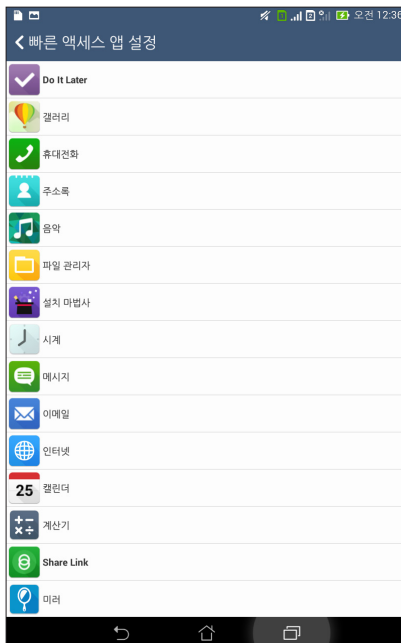 1 2 오전 12:36
빠른 액세스 앱 설정
Do It Later
갤러리
휴대전화
주소록
음악
파일 관리자
설치 마법사
시계
메시지
이메일
인터넷
25 캘린더
계산기
Share Link
미러